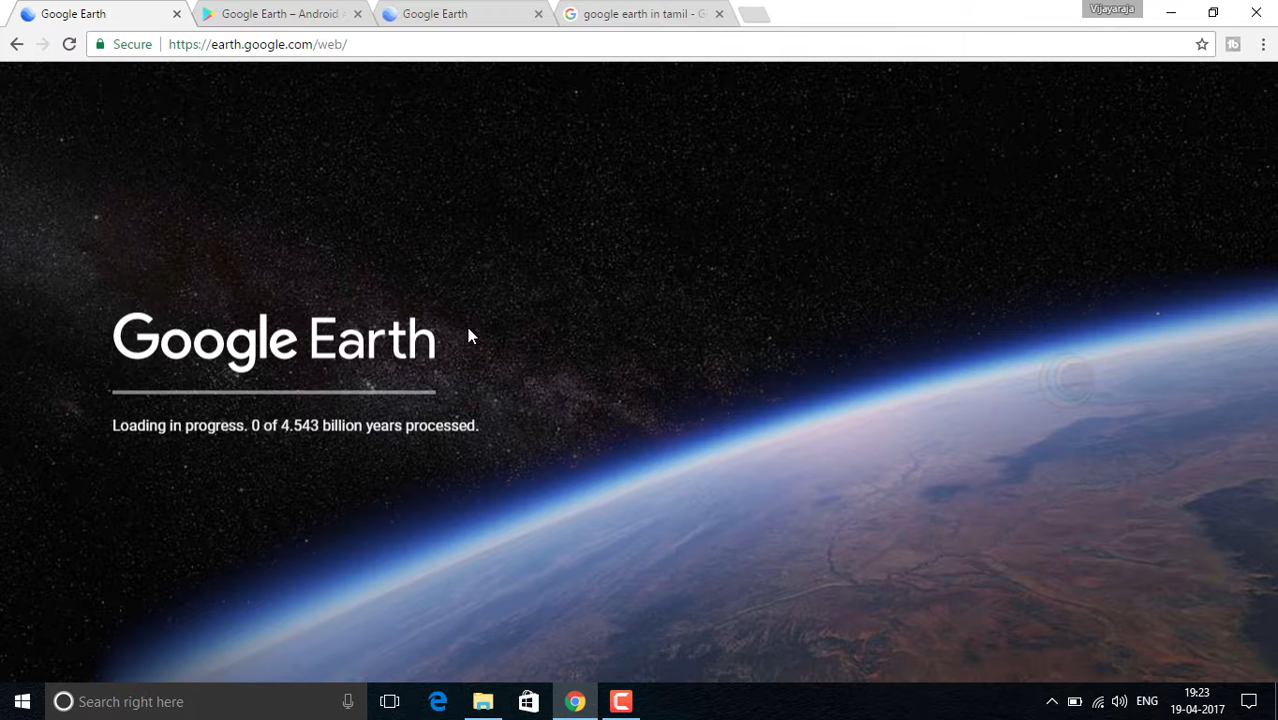 Google Earth
Google Earth – Android A
Google Earth
google earth in tamil - G
Vijayaraja
Secure
https://earth.google.com/web/
Google Earth
Loading in progress. 0 of 4.543 billion years processed.
Search right here
ENG
19:23
19-04-2017